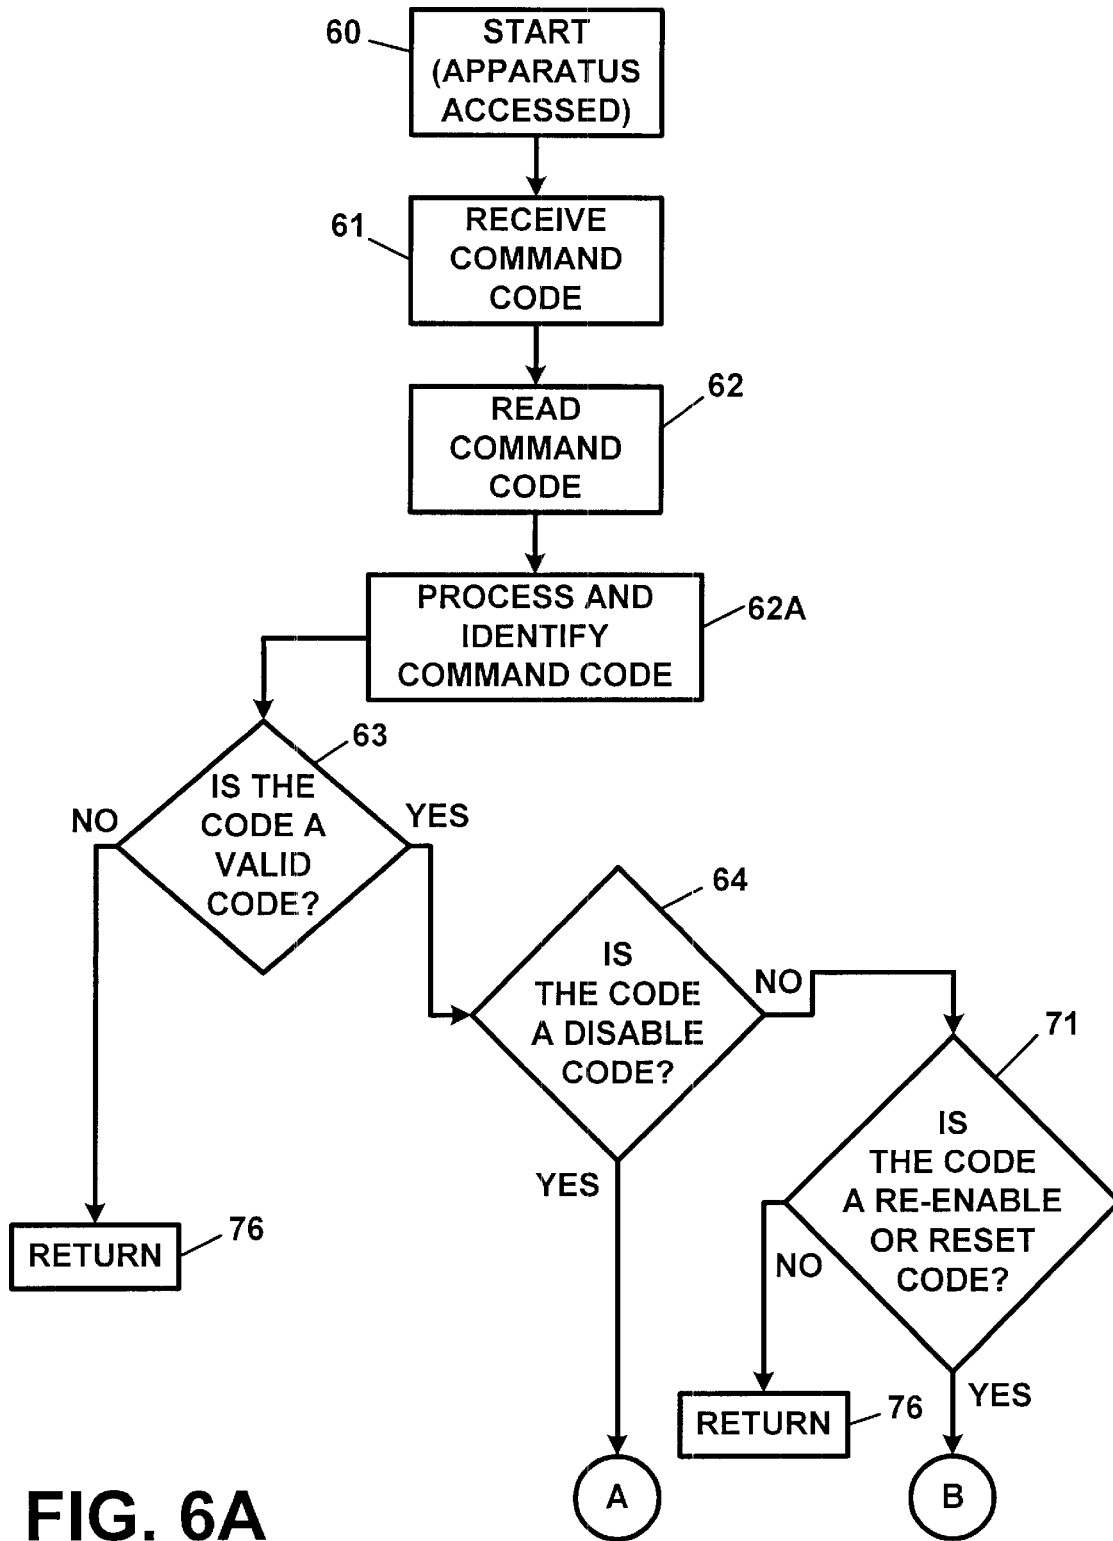 60
START
(APPARATUS
ACCESSED)
61
RECEIVE
COMMAND
CODE
62
READ
COMMAND
CODE
62A
PROCESS AND
IDENTIFY
COMMAND CODE
63
IS THE
CODE A
VALID
CODE?
NO
YES
64
IS
THE CODE
A DISABLE
CODE?
NO
YES
71
IS
THE CODE
A RE-ENABLE
OR RESET
CODE?
NO
YES
RETURN
76
RETURN
76
A
B
FIG. 6A